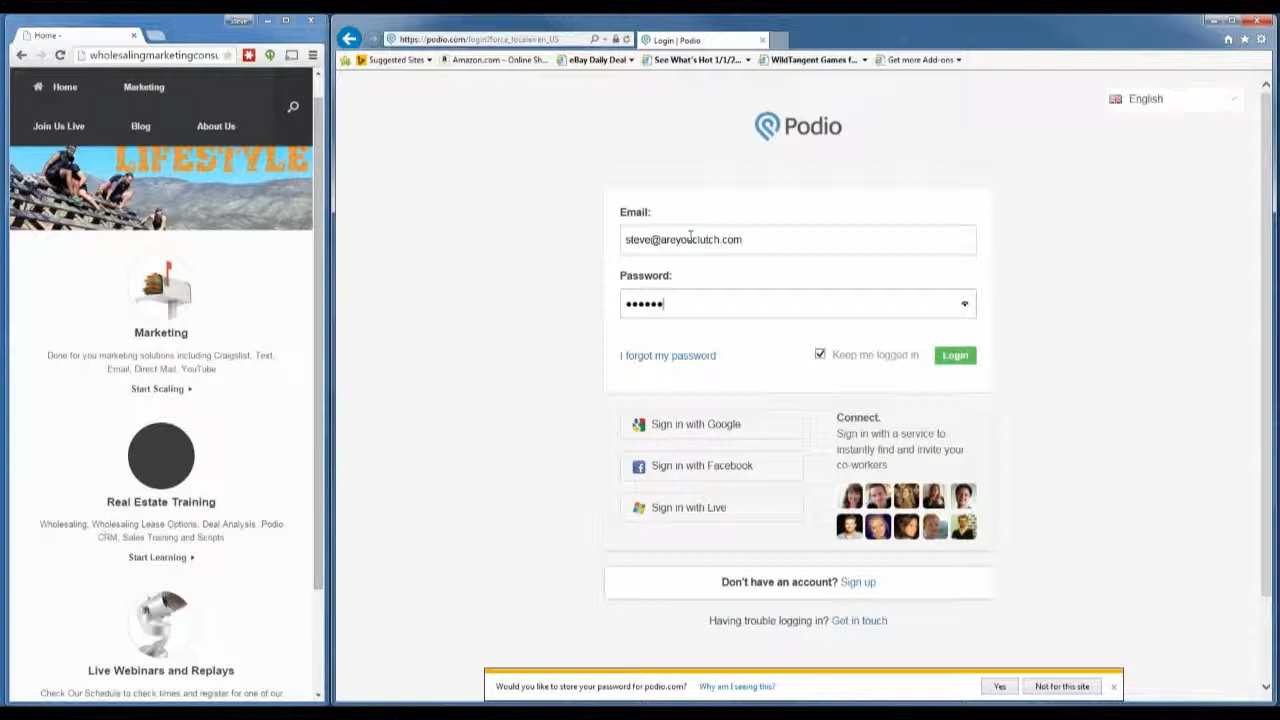 steve
Home -
wholesalingmarketingconsu
Home
Marketing
Join Us Live
Blog
About Us
LIFESTYLE
Marketing
Done for you marketing solutions including Craigslist, Text,
Email, Direct Mail, YouTube
Start Scaling
Real Estate Training
Wholesaling, Wholesaling Lease Options, Deal Analysis, Podio
CRM, Sales Training and Scripts
Start Learning
Live Webinars and Replays
Check Our Schedule to check times and register for one of our
https://podio.com/login?force_locale=en_US
Login | Podio
Suggested Sites
Amazon.com – Online Sh...
eBay Daily Deal
See What's Hot 1/1/2...
WildTangent Games f...
Get more Add-ons
English
Podio
Email:
steve@areyouclutch.com
Password:
••••••
I forgot my password
Keep me logged in
Login
Sign in with Google
Sign in with Facebook
Sign in with Live
Connect.
Sign in with a service to
instantly find and invite your
co-workers
Don't have an account? Sign up
Having trouble logging in? Get in touch
Would you like to store your password for podio.com? Why am I seeing this?
Yes
Not for this site